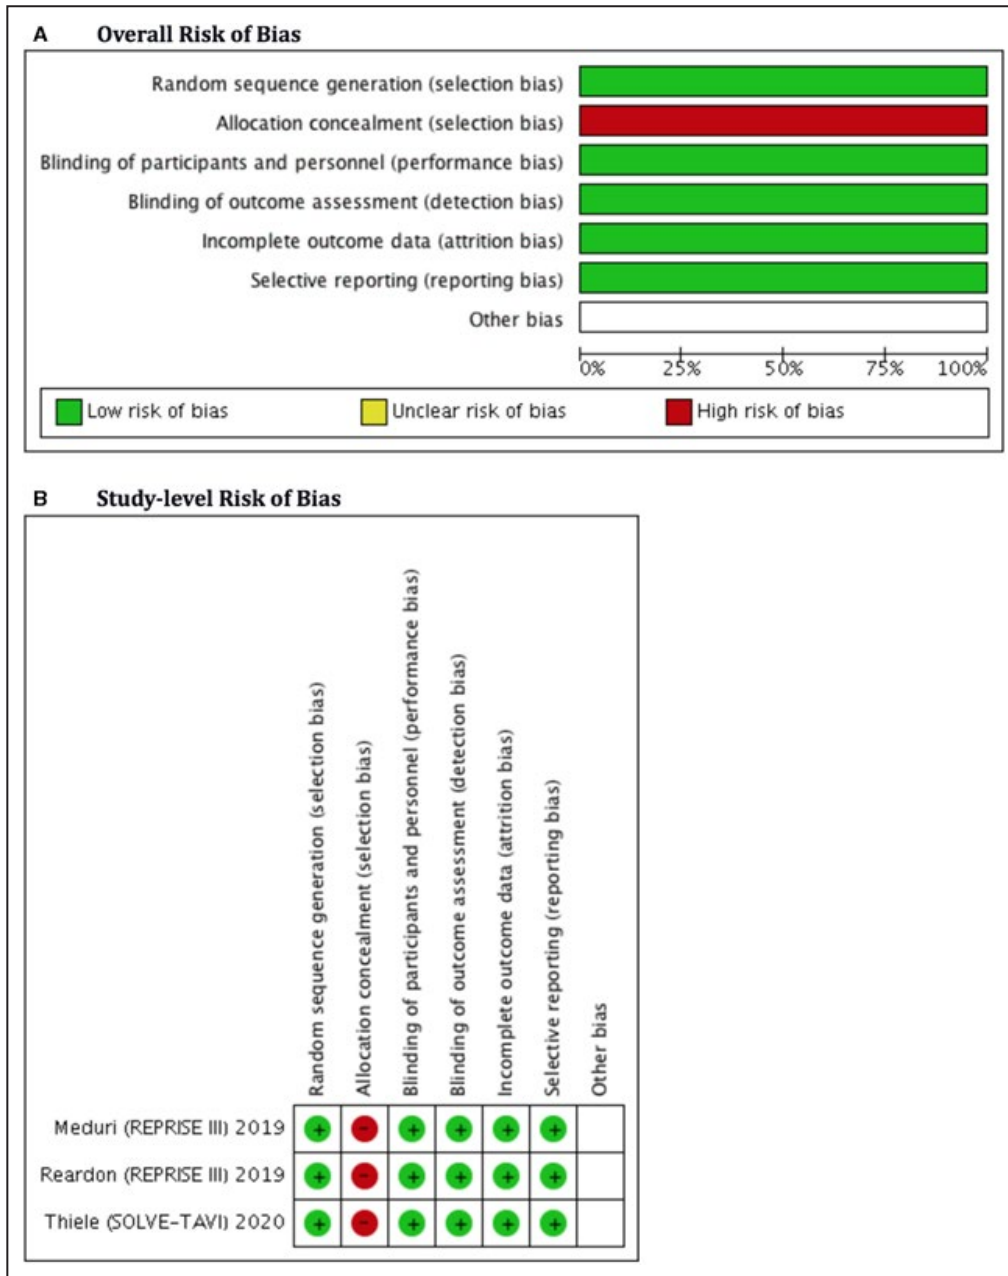 A Overall Risk of Bias
Random sequence generation (selection bias)
Allocation concealment (selection bias)
Blinding of participants and personnel (performance bias)
Blinding of outcome assessment (detection bias)
Incomplete outcome data (attrition bias)
Selective reporting (reporting bias)
Other bias
0% 25% 50% 75% 100%
Low risk of bias Unclear risk of bias High risk of bias
B Study-level Risk of Bias
Random sequence generation (selection bias)
Allocation concealment (selection bias)
Blinding of participants and personnel (performance bias)
Blinding of outcome assessment (detection bias)
Incomplete outcome data (attrition bias)
Selective reporting (reporting bias)
Other bias
Meduri (REPRISE III) 2019 + - + + + +
Reardon (REPRISE III) 2019 + - + + + +
Thiele (SOLVE-TAVI) 2020 + - + + + +